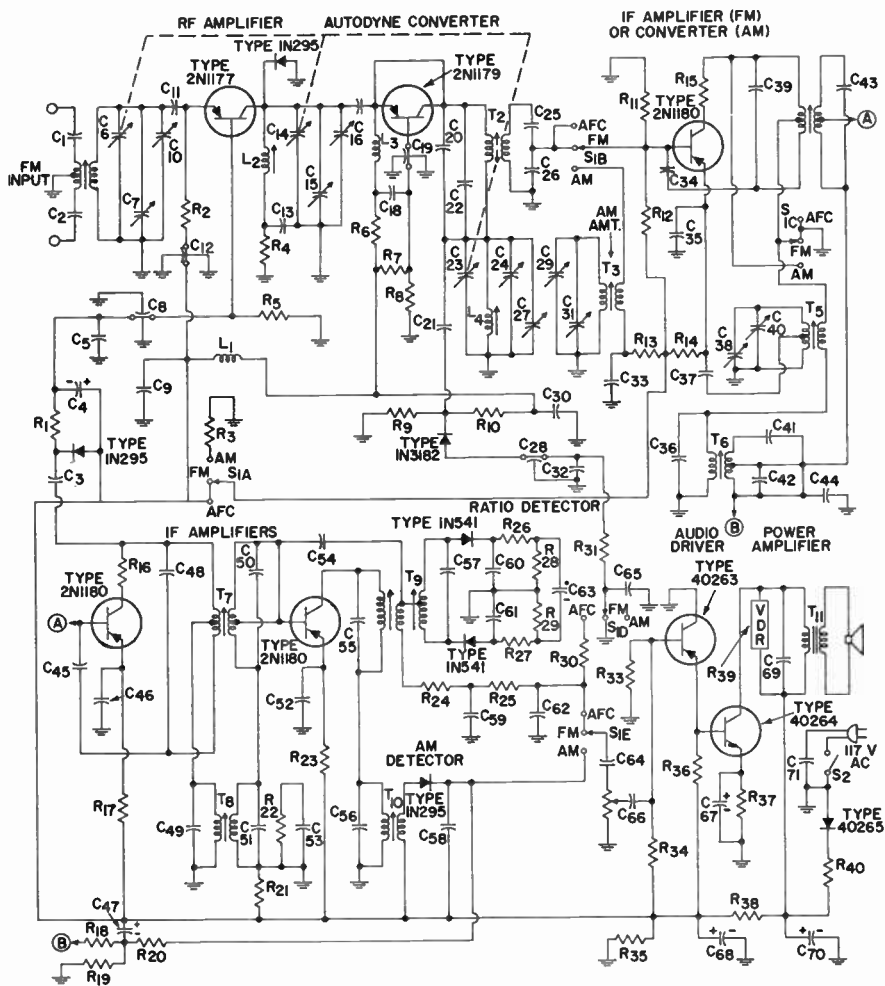 RF AMPLIFIER
AUTODYNE CONVERTER
IF AMPLIFIER (FM)
OR CONVERTER (AM)
TYPE 1N295
TYPE
2N1177
TYPE
2N1179
TYPE
2N1180
C11
C6
C10
C1
C7
C2
FM
INPUT
R2
C12
L2
C14
C16
C15
C13
R4
L3
C19
C18
R6
R7
R8
C20
C22
C21
T2
C25
C26
AFC
FM
S1B
AM
AM
AMT.
C23
C24
L4
C27
C29
C31
T3
R11
R12
R15
C34
C35
C39
C43
A
S1C
AFC
FM
AM
T5
C38
C40
R13
R14
C33
C37
C8
C5
R5
L1
C9
C4
R1
TYPE
1N295
C3
R3
AM
FM
S1A
AFC
R9
R10
C30
TYPE
1N3182
C28
C32
C36
T6
C41
C42
C44
B
IF AMPLIFIERS
RATIO DETECTOR
AUDIO
DRIVER
POWER
AMPLIFIER
TYPE
2N1180
R16
C48
T7
C50
C54
TYPE
2N1180
C55
T9
TYPE 1N541
C57
R26
C60
R28
C61
R29
C63
R27
TYPE
1N541
R31
C65
FM
AM
S1D
AFC
R30
TYPE
40263
R33
R39
VDR
C69
T11
TYPE
40264
A
C45
C46
C52
R23
R24
R25
C59
C62
AFC
FM
S1E
AM
C64
C66
R36
C67
R37
C71
117 V
AC
S2
TYPE
40265
R40
R17
C49
T8
C51
R22
C53
R21
C56
T10
AM
DETECTOR
TYPE
1N295
C58
R34
R38
C47
R18
B
R19
R20
R35
C68
C70